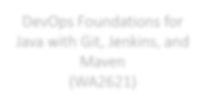 DevOps Foundations for
Java with Git, Jenkins, and
Maven
(WA2621)